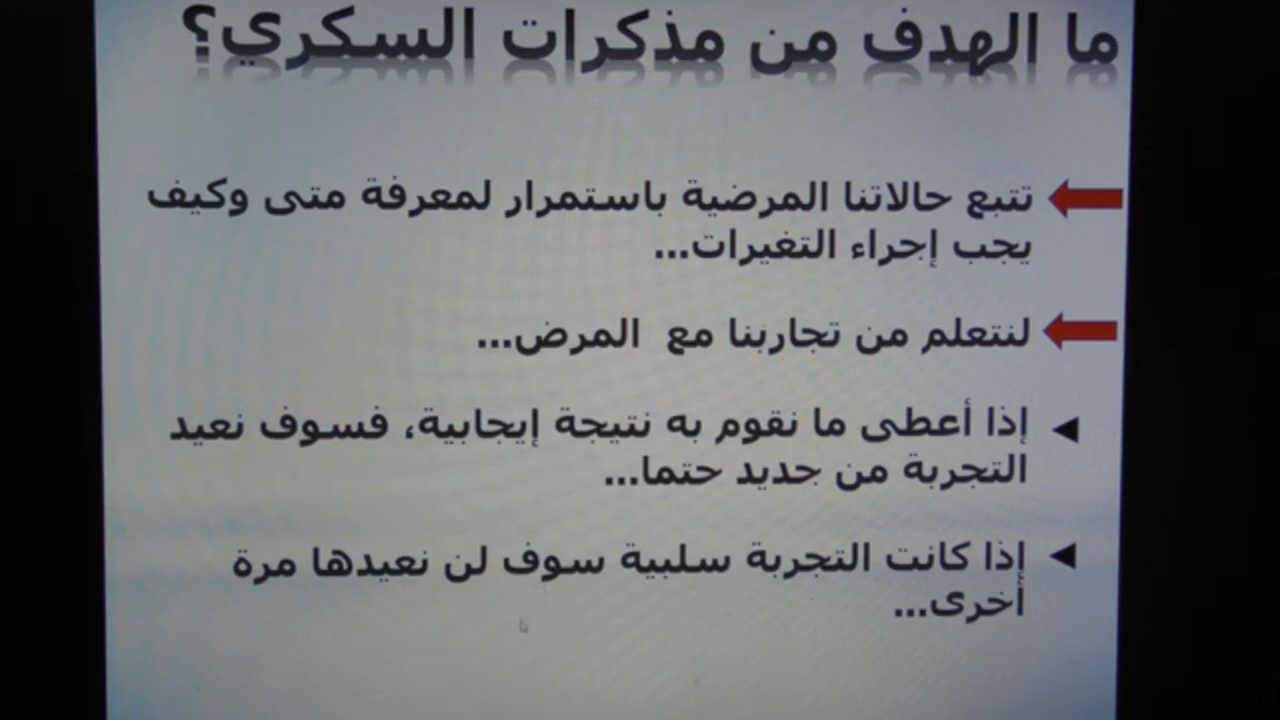 ما الهدف من مذكرات السكري؟
تتبع حالاتنا المرضية باستمرار لمعرفة متى وكيف
يجب إجراء التغيرات...
لنتعلم من تجاربنا مع المرض...
إذا أعطى ما نقوم به نتيجة إيجابية، فسوف نعيد
التجربة من جديد حتما...
إذا كانت التجربة سلبية سوف لن نعيدها مرة
أخرى...